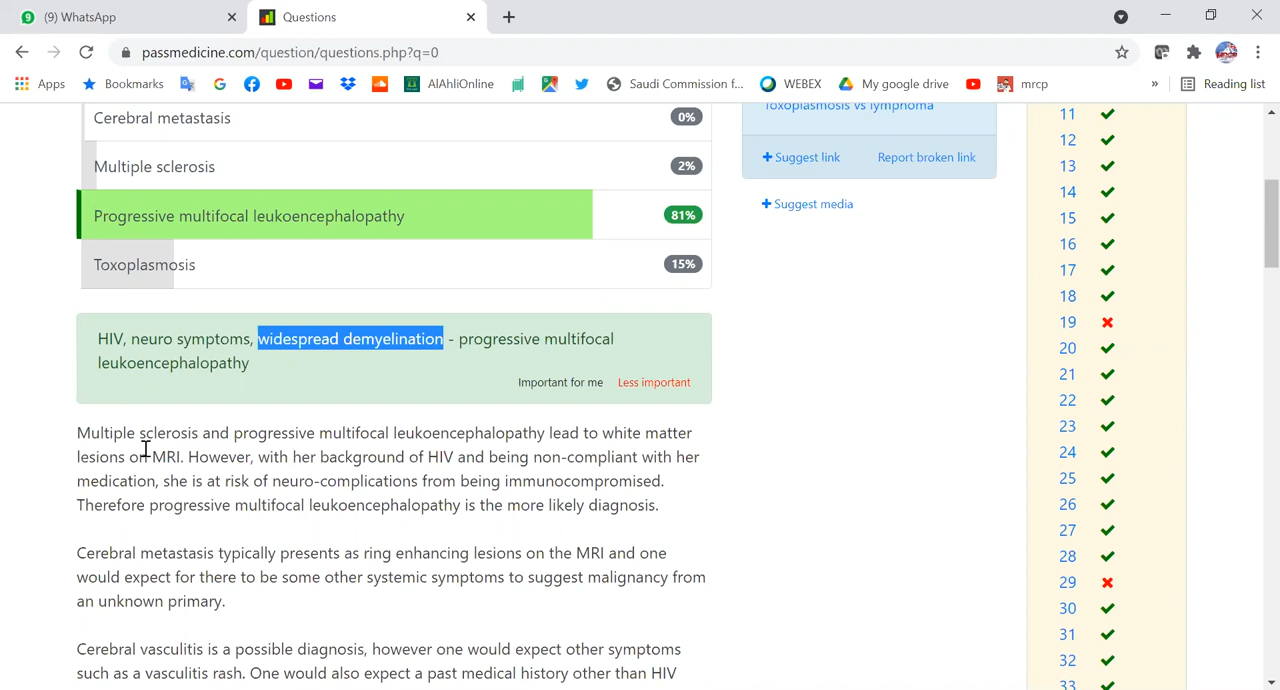 (9) WhatsApp
Questions
passmedicine.com/question/questions.php?q=0
Apps
Bookmarks
AlAhliOnline
Saudi Commission f...
WEBEX
My google drive
mrcp
»
Reading list
Cerebral metastasis 0%
Multiple sclerosis 2%
Progressive multifocal leukoencephalopathy 81%
Toxoplasmosis 15%
HIV, neuro symptoms, widespread demyelination - progressive multifocal
leukoencephalopathy
Important for me Less important
Multiple sclerosis and progressive multifocal leukoencephalopathy lead to white matter
lesions on MRI. However, with her background of HIV and being non-compliant with her
medication, she is at risk of neuro-complications from being immunocompromised.
Therefore progressive multifocal leukoencephalopathy is the more likely diagnosis.
Cerebral metastasis typically presents as ring enhancing lesions on the MRI and one
would expect for there to be some other systemic symptoms to suggest malignancy from
an unknown primary.
Cerebral vasculitis is a possible diagnosis, however one would expect other symptoms
such as a vasculitis rash. One would also expect a past medical history other than HIV
Toxoplasmosis vs lymphoma
Suggest link Report broken link
Suggest media
11
12
13
14
15
16
17
18
19
20
21
22
23
24
25
26
27
28
29
30
31
32
33